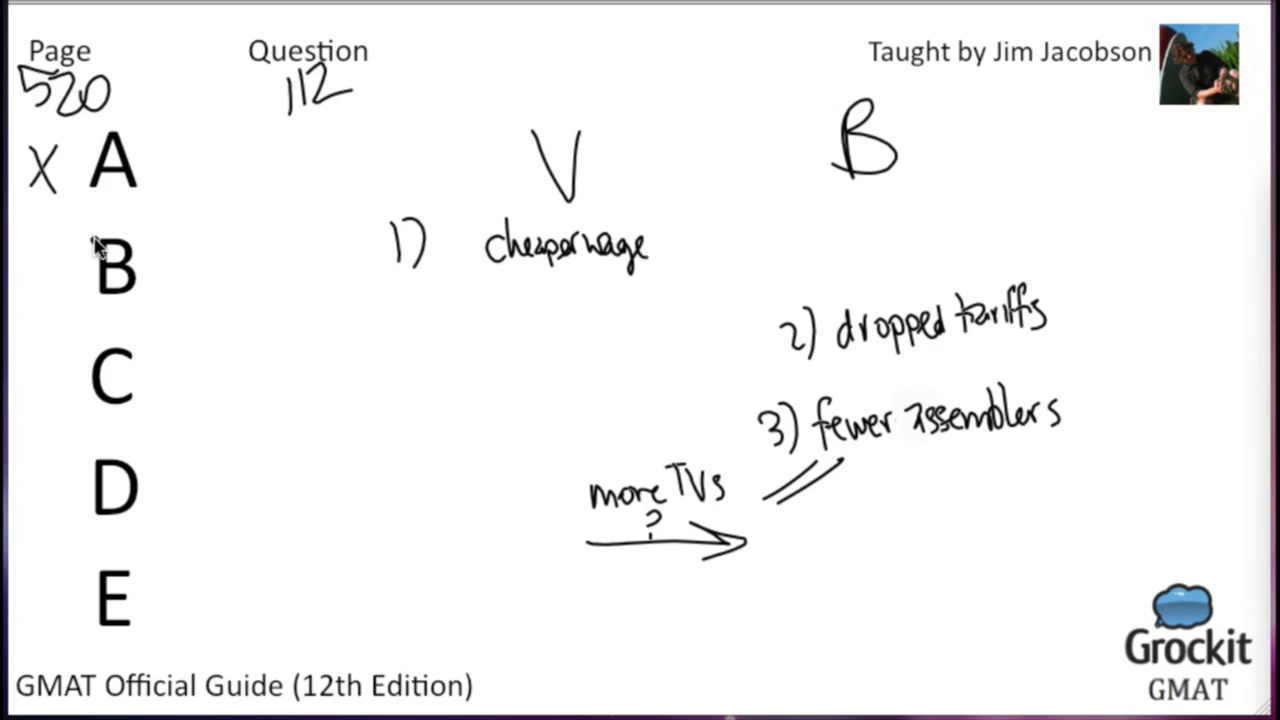 Page Question Taught by Jim Jacobson
520 112
X A V B
1) cheaper wage
B
2) dropped tariffs
C
3) fewer assemblers
D more TVs
?
E
GMAT Official Guide (12th Edition)
Grockit
GMAT